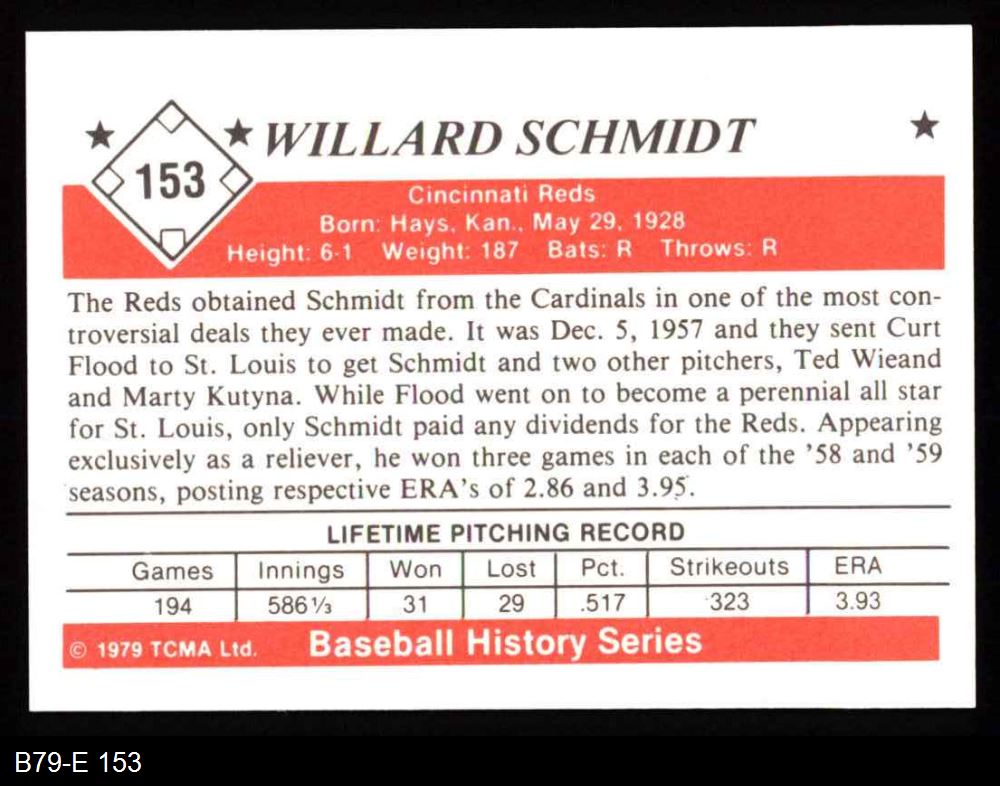 153
WILLARD SCHMIDT
Cincinnati Reds
Born: Hays, Kan., May 29, 1928
Height: 6-1 Weight: 187 Bats: R Throws: R
The Reds obtained Schmidt from the Cardinals in one of the most con-
troversial deals they ever made. It was Dec. 5, 1957 and they sent Curt
Flood to St. Louis to get Schmidt and two other pitchers, Ted Wieand
and Marty Kutyna. While Flood went on to become a perennial all star
for St. Louis, only Schmidt paid any dividends for the Reds. Appearing
exclusively as a reliever, he won three games in each of the '58 and '59
seasons, posting respective ERA's of 2.86 and 3.95.
LIFETIME PITCHING RECORD
Games Innings Won Lost Pct. Strikeouts ERA
194 586⅓ 31 29 .517 323 3.93
© 1979 TCMA Ltd. Baseball History Series
B79-E 153